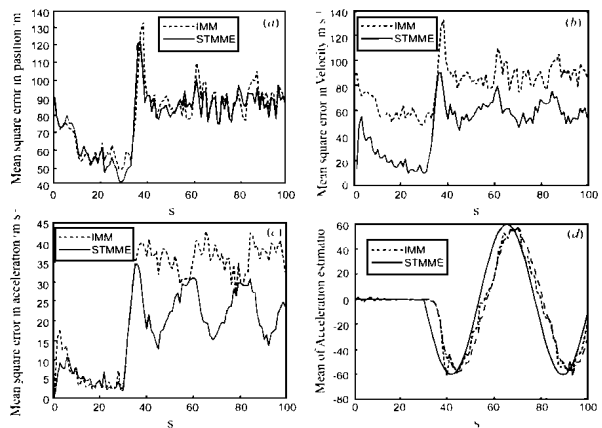 (a)
IMM
STMME
Mean square error in position m
140
130
120
110
100
90
80
70
60
50
40
0 20 40 60 80 100
s
(b)
IMM
STMME
Mean square error in Velocity m s-1
140
120
100
80
60
40
20
0
0 20 40 60 80 100
s
(c)
IMM
STMME
Mean square error in acceleration m s-
45
40
35
30
25
20
15
10
5
0
0 20 40 60 80 100
s
(d)
IMM
STMME
Mean of Acceleration estimatio
60
40
20
0
-20
-40
-60
-80
0 20 40 60 80 100
S